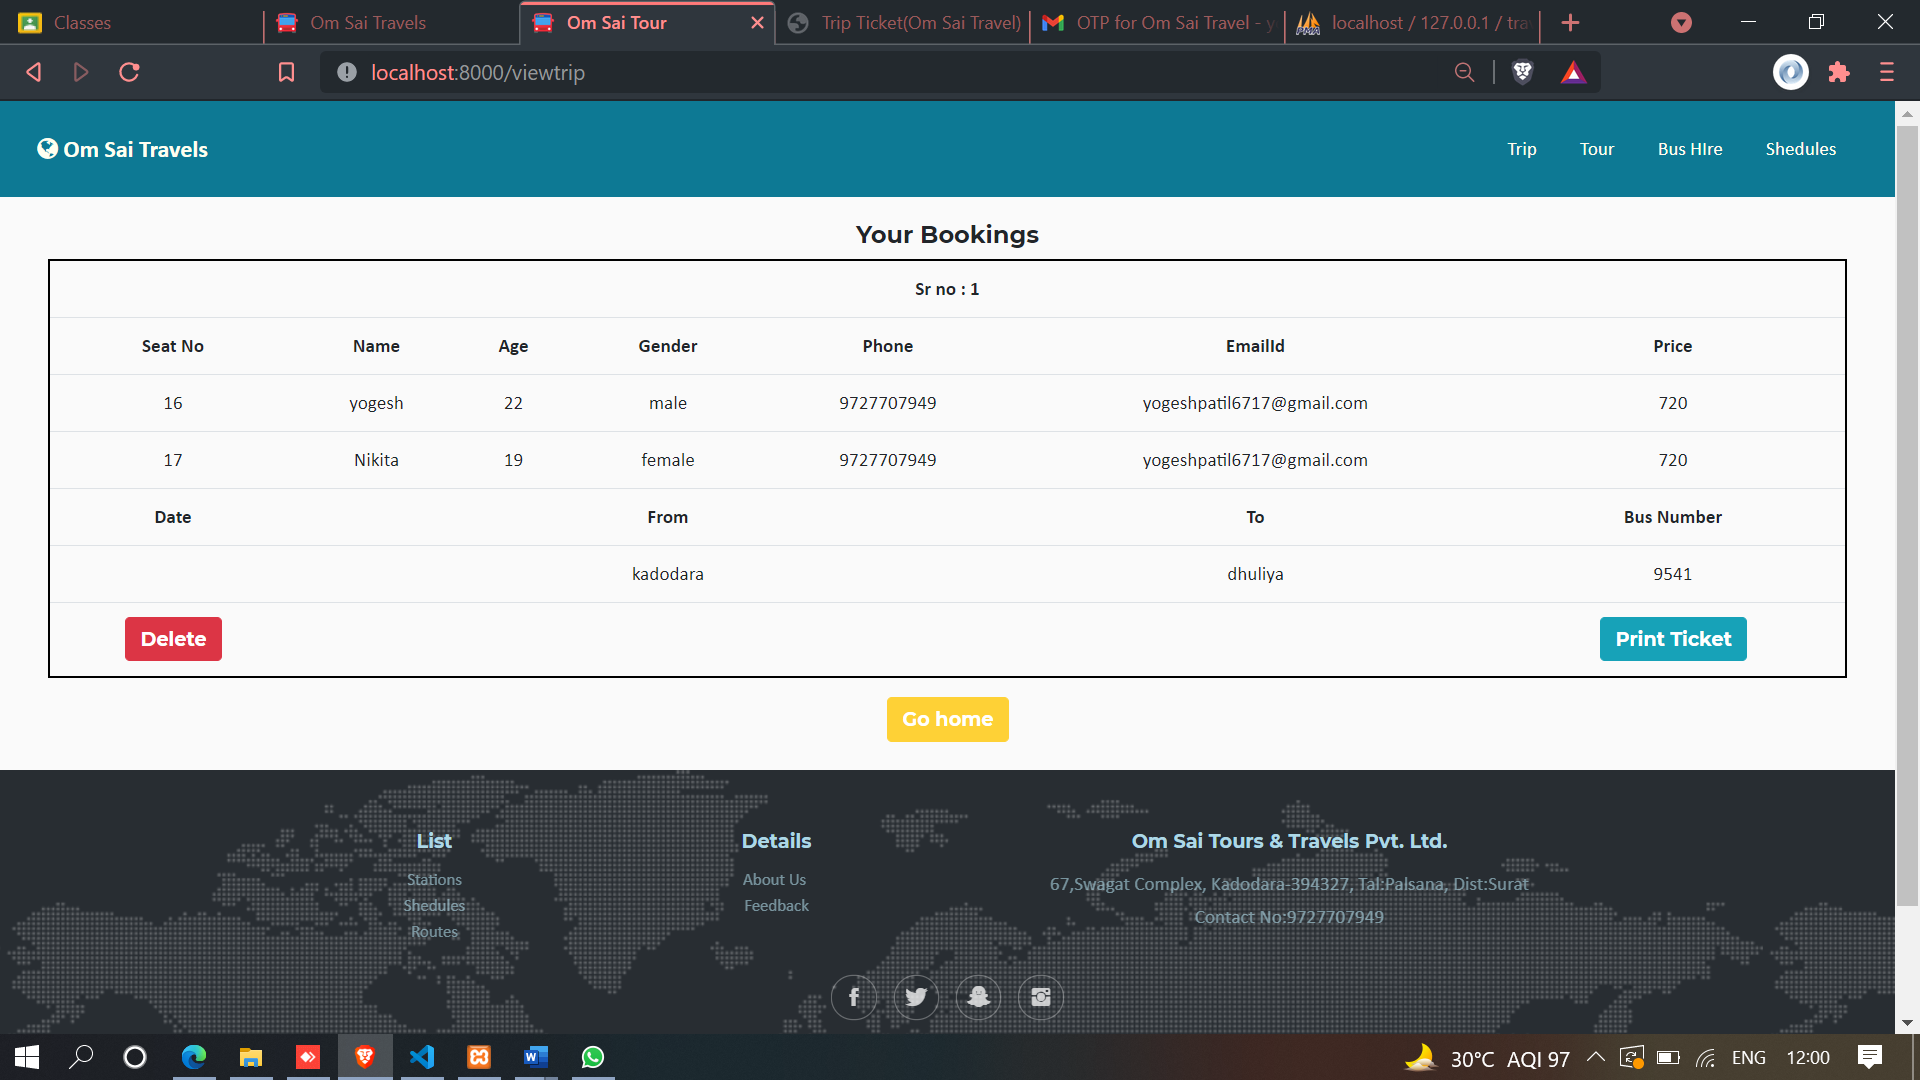 Classes
Om Sai Travels
Om Sai Tour
Trip Ticket(Om Sai Travel)
OTP for Om Sai Travel - y
localhost / 127.0.0.1 / tra
localhost:8000/viewtrip
Om Sai Travels
Trip Tour Bus HIre Shedules
Your Bookings
Sr no : 1
Seat No Name Age Gender Phone EmailId Price
16 yogesh 22 male 9727707949 yogeshpatil6717@gmail.com 720
17 Nikita 19 female 9727707949 yogeshpatil6717@gmail.com 720
Date From To Bus Number
kadodara dhuliya 9541
Delete Print Ticket
Go home
List
Stations
Shedules
Routes
Details
About Us
Feedback
Om Sai Tours & Travels Pvt. Ltd.
67,Swagat Complex, Kadodara-394327, Tal:Palsana, Dist:Surat
Contact No:9727707949
30°C AQI 97 ENG 12:00